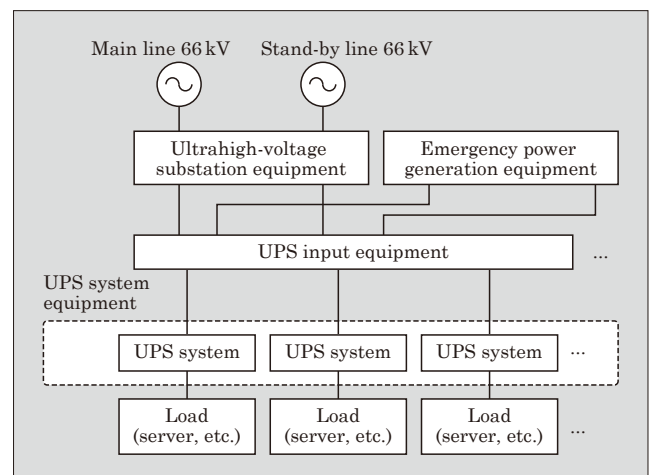 Main line 66 kV
Stand-by line 66 kV
Ultrahigh-voltage
substation equipment
Emergency power
generation equipment
UPS input equipment
...
UPS system
equipment
UPS system
UPS system
UPS system
...
Load
(server, etc.)
Load
(server, etc.)
Load
(server, etc.)
...